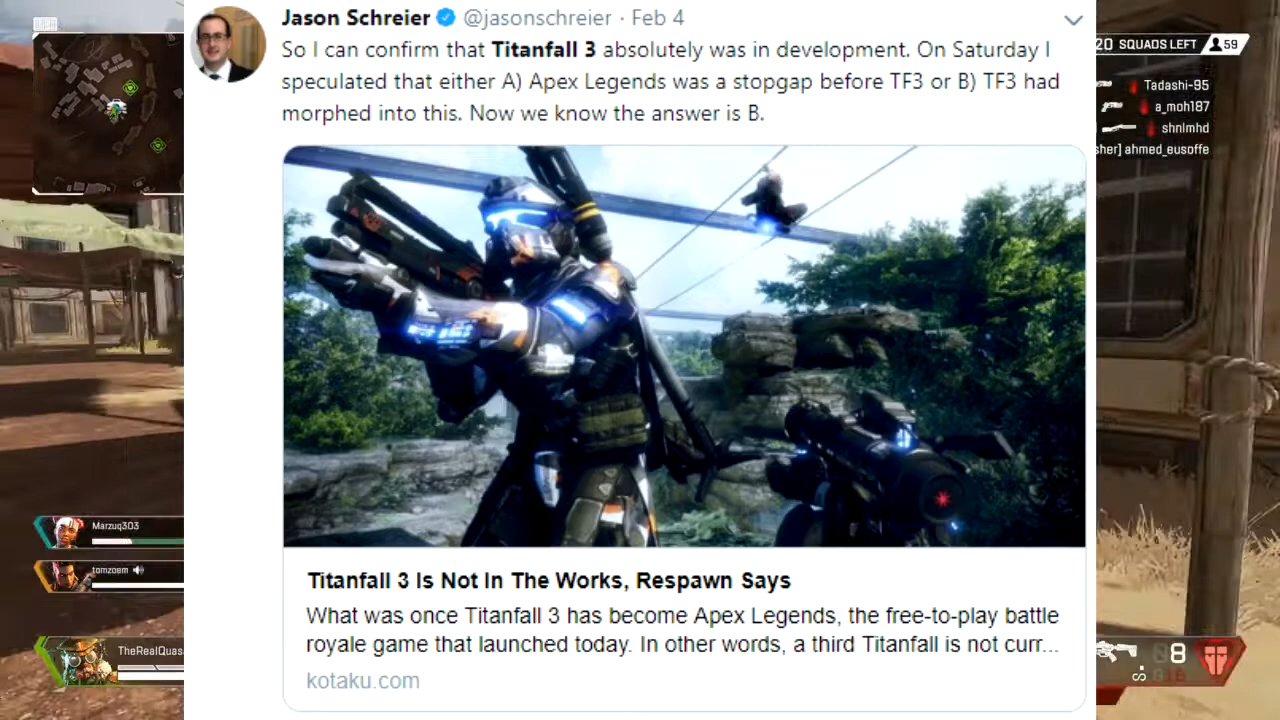 Jason Schreier @jasonschreier · Feb 4
So I can confirm that Titanfall 3 absolutely was in development. On Saturday I
speculated that either A) Apex Legends was a stopgap before TF3 or B) TF3 had
morphed into this. Now we know the answer is B.
Titanfall 3 Is Not In The Works, Respawn Says
What was once Titanfall 3 has become Apex Legends, the free-to-play battle
royale game that launched today. In other words, a third Titanfall is not curr...
kotaku.com
20 SQUADS LEFT 59
Tadashi-95
a_moh187
shnlmhd
sher] ahmed_eusoffe
Marzuq303
tomzoem
TheRealQuas
8